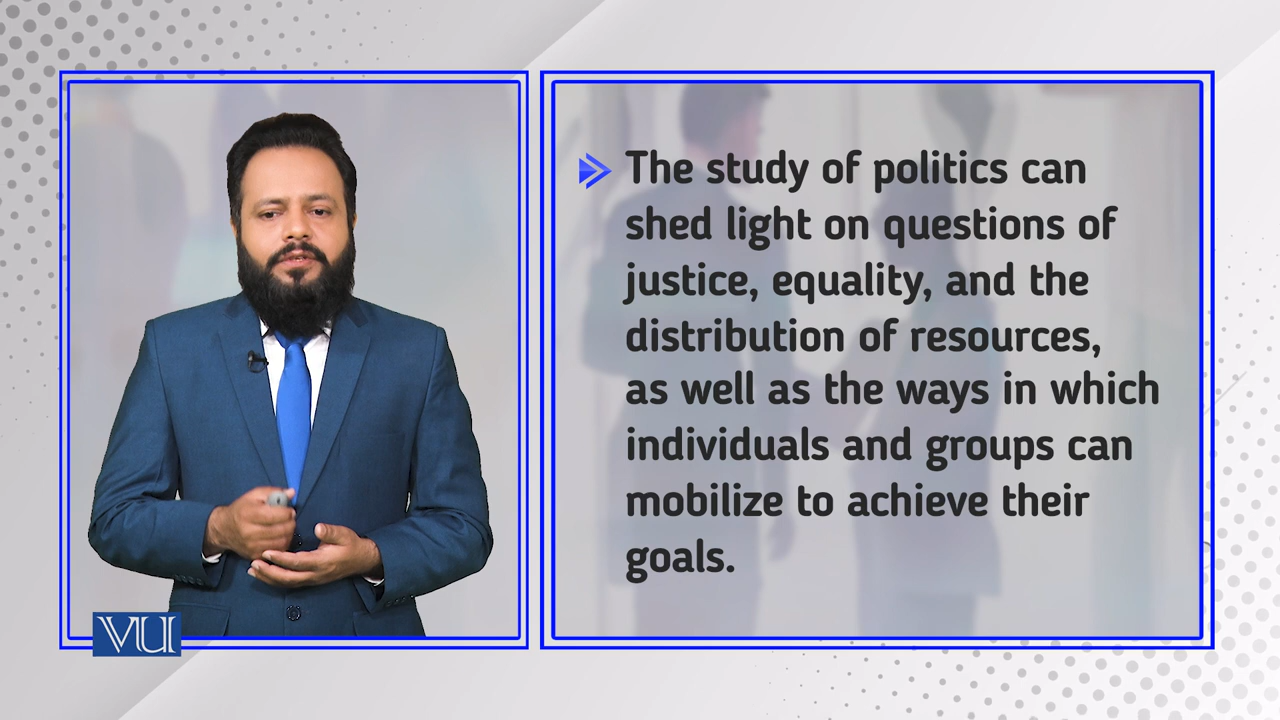 The study of politics can
shed light on questions of
justice, equality, and the
distribution of resources,
as well as the ways in which
individuals and groups can
mobilize to achieve their
goals.
VU